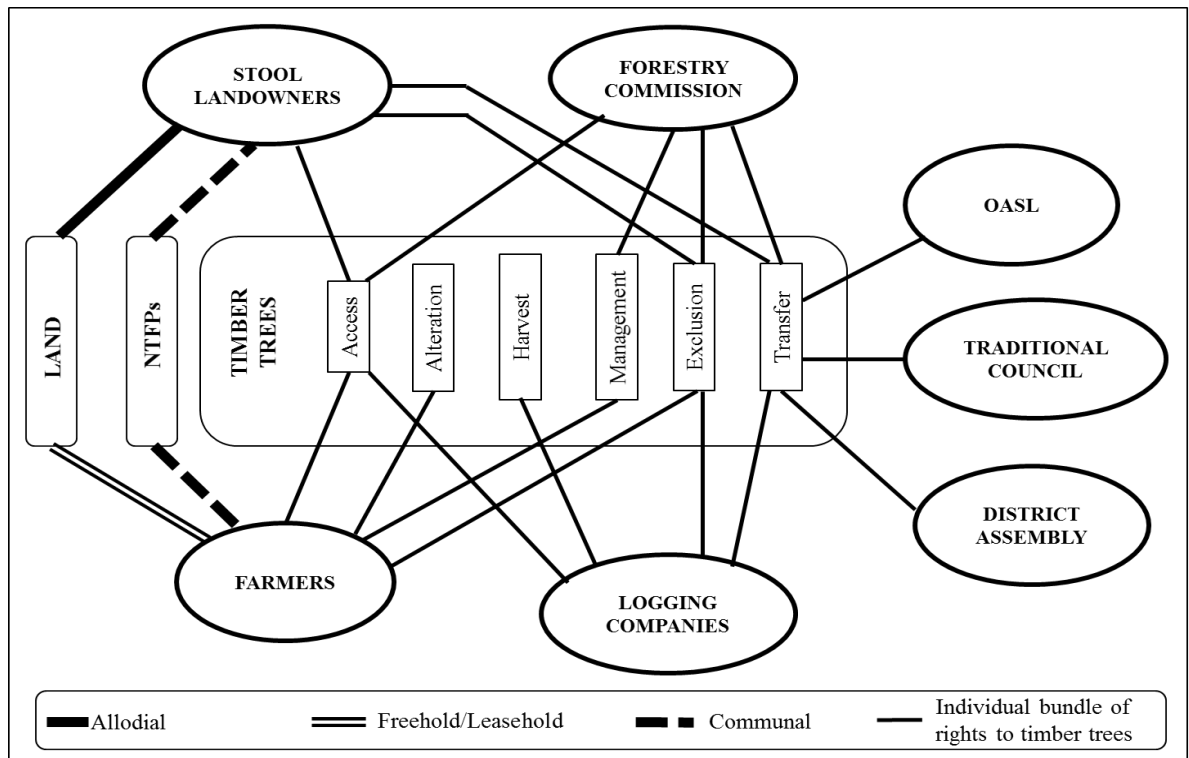 STOOL
LANDOWNERS
FORESTRY
COMMISSION
OASL
LAND
NTFPs
TIMBER
TREES
Access
Alteration
Harvest
Management
Exclusion
Transfer
TRADITIONAL
COUNCIL
DISTRICT
ASSEMBLY
FARMERS
LOGGING
COMPANIES
Allodial
Freehold/Leasehold
Communal
Individual bundle of
rights to timber trees